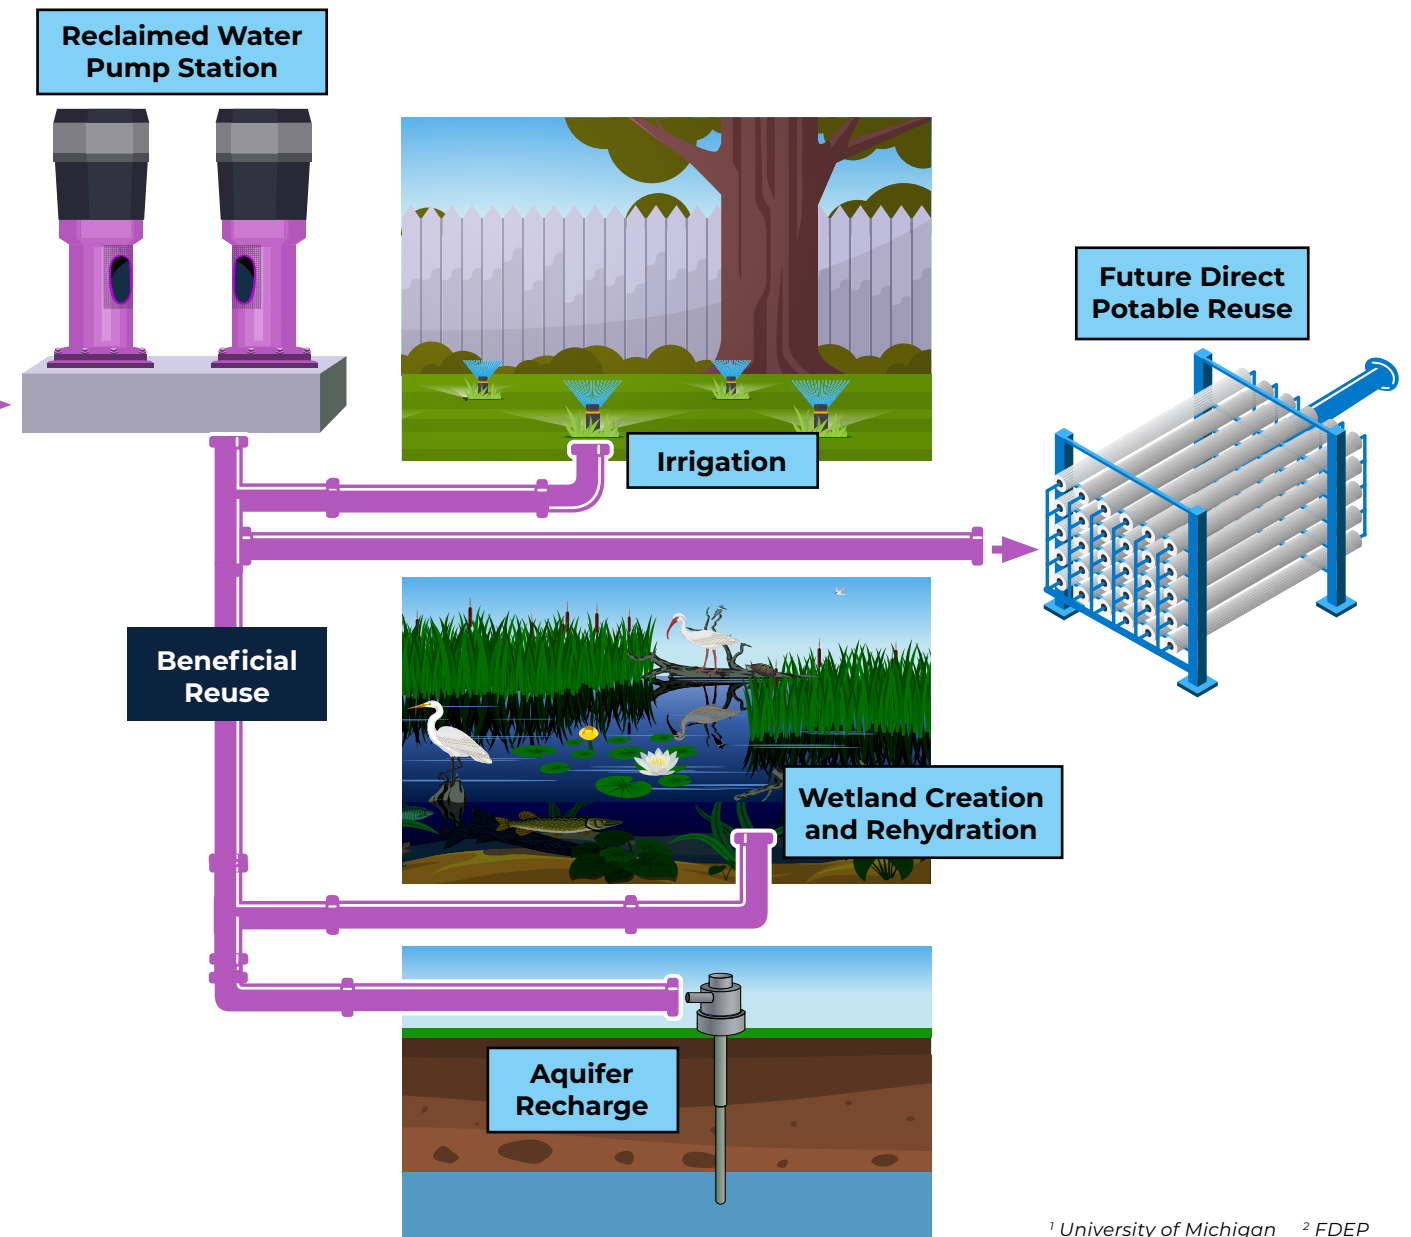 Reclaimed Water
Pump Station
Future Direct
Potable Reuse
Irrigation
Beneficial
Reuse
Wetland Creation
and Rehydration
Aquifer
Recharge
¹ University of Michigan ² FDEP